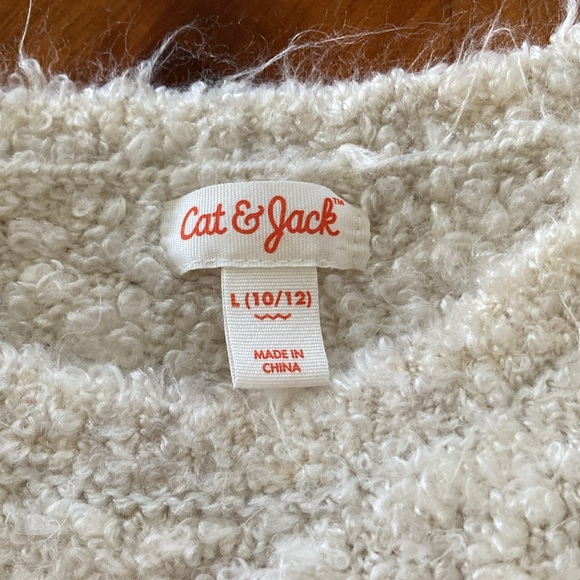 Cat & Jack™
L (10/12)
MADE IN
CHINA